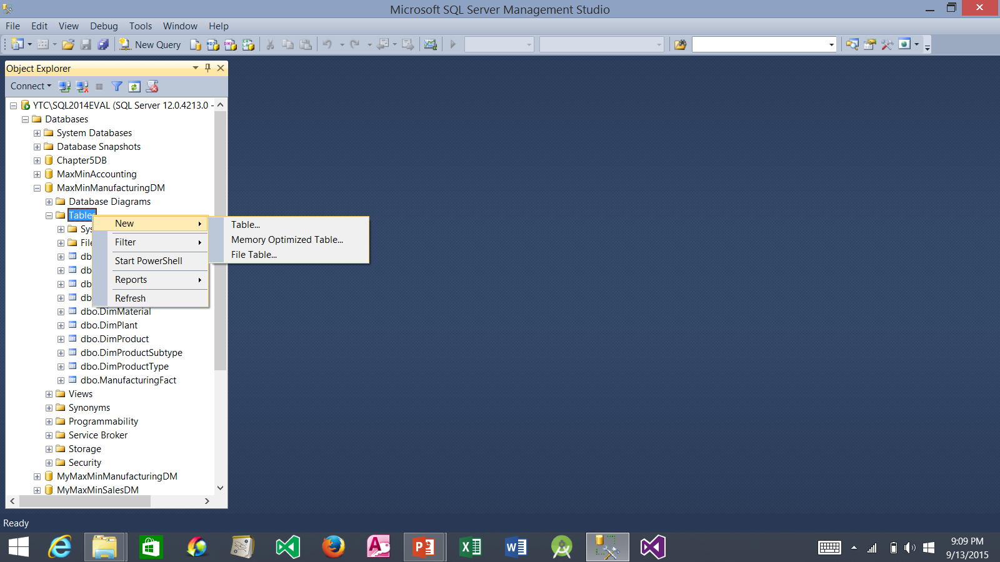 Microsoft SQL Server Management Studio
File Edit View Debug Tools Window Help
New Query
Object Explorer
Connect
YTC\SQL2014EVAL (SQL Server 12.0.4213.0 -
Databases
System Databases
Database Snapshots
Chapter5DB
MaxMinAccounting
MaxMinManufacturingDM
Database Diagrams
Tables
New
Table...
Sys
Memory Optimized Table...
File
Filter
File Table...
db
Start PowerShell
db
db
Reports
db
Refresh
dbo.DimMaterial
dbo.DimPlant
dbo.DimProduct
dbo.DimProductSubtype
dbo.DimProductType
dbo.ManufacturingFact
Views
Synonyms
Programmability
Service Broker
Storage
Security
MyMaxMinManufacturingDM
MyMaxMinSalesDM
Ready
9:09 PM
9/13/2015